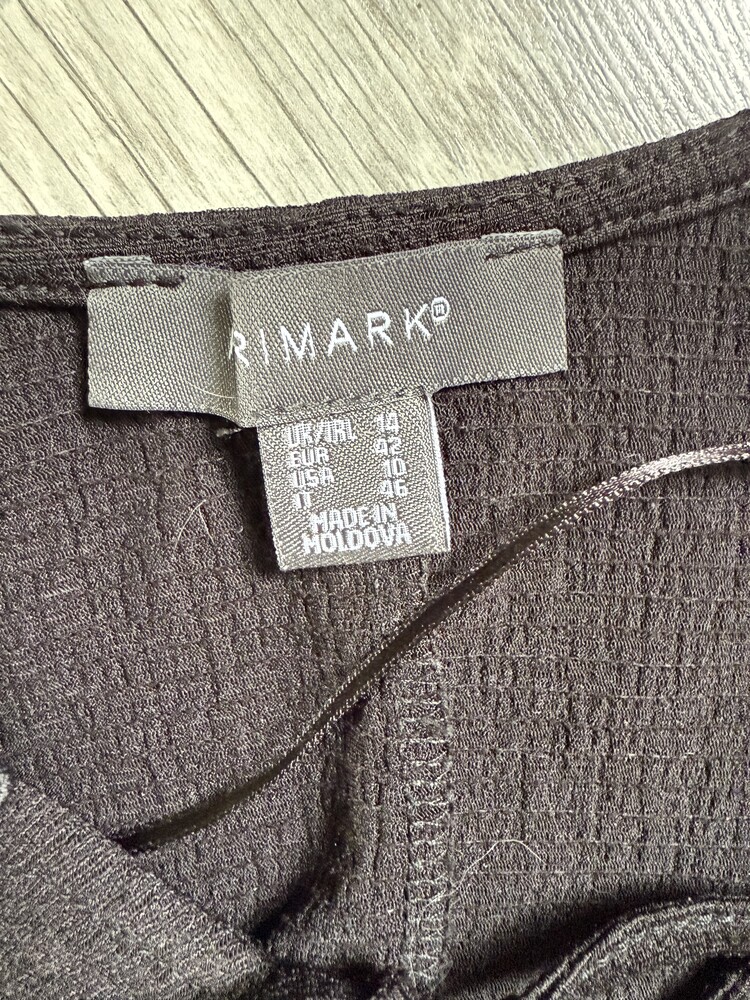 RIMARK®
UK/IRL 14
EUR 42
USA 10
IT 46
MADE IN
MOLDOVA